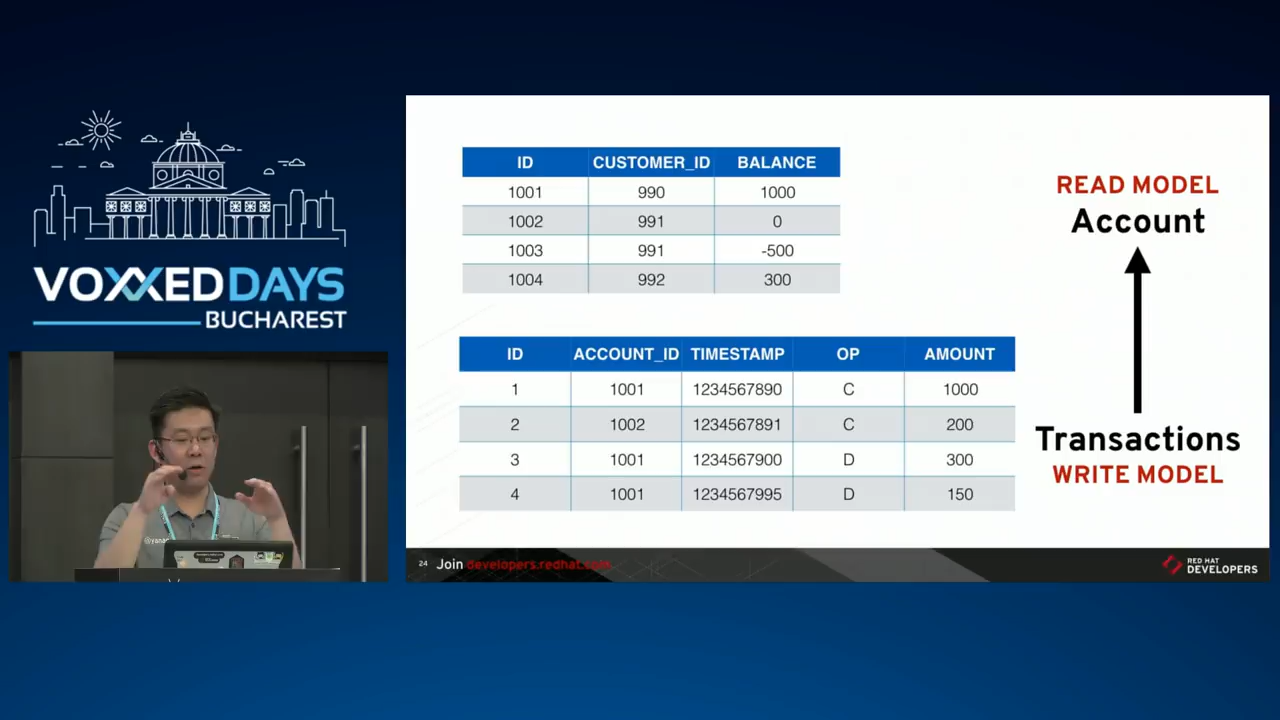 VOXXED DAYS
BUCHAREST
ID CUSTOMER_ID BALANCE
1001 990 1000
1002 991 0
1003 991 -500
1004 992 300
READ MODEL
Account
ID ACCOUNT_ID TIMESTAMP OP AMOUNT
1 1001 1234567890 C 1000
2 1002 1234567891 C 200
3 1001 1234567900 D 300
4 1001 1234567995 D 150
Transactions
WRITE MODEL
24 Join developers.redhat.com
RED HAT
DEVELOPERS